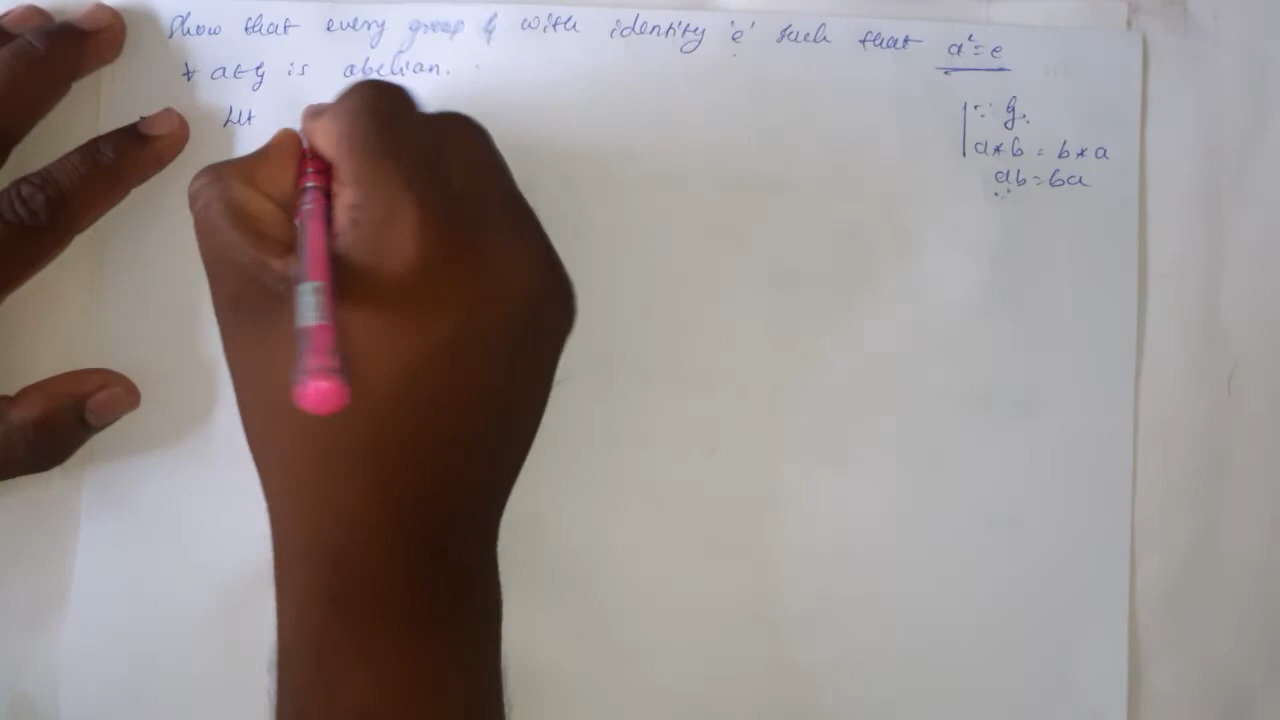 Show that every group G with identity 'e' such that a² = e
∀ a∈G is abelian.
Let
∵ G.
a*b = b*a
ab = ba